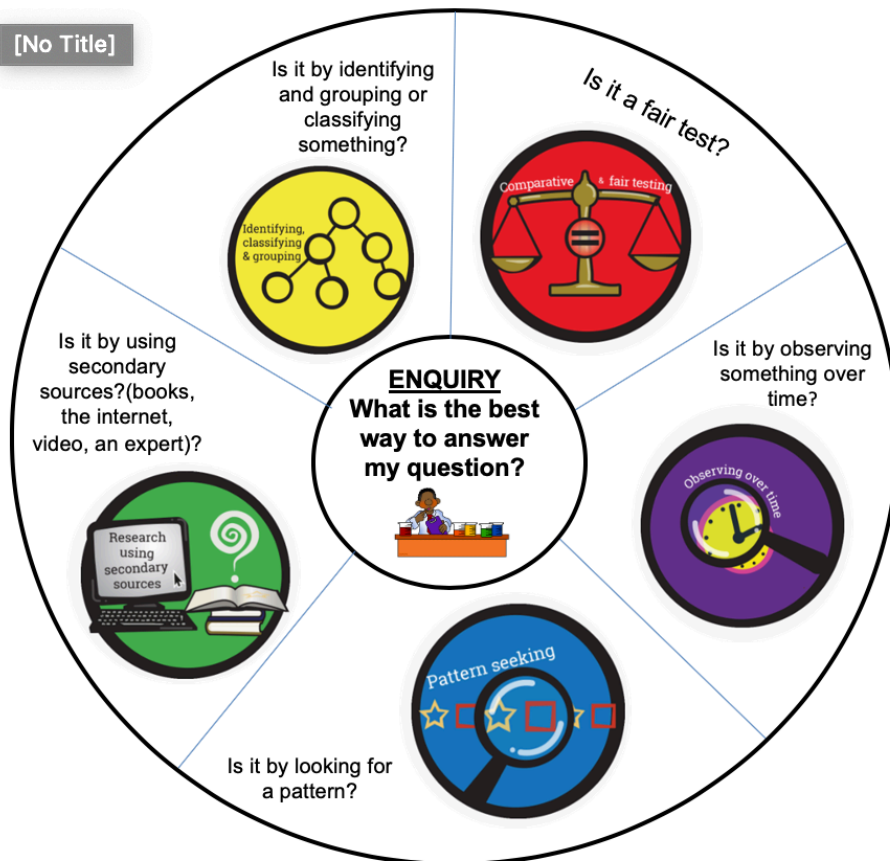 [No Title]
Is it by identifying
and grouping or
classifying
something?
Identifying,
classifying
& grouping
Is it a fair test?
Comparative & fair testing
Is it by using
secondary
sources?(books,
the internet,
video, an expert)?
Research
using
secondary
sources
ENQUIRY
What is the best
way to answer
my question?
Is it by observing
something over
time?
Observing over time
Pattern seeking
Is it by looking for
a pattern?